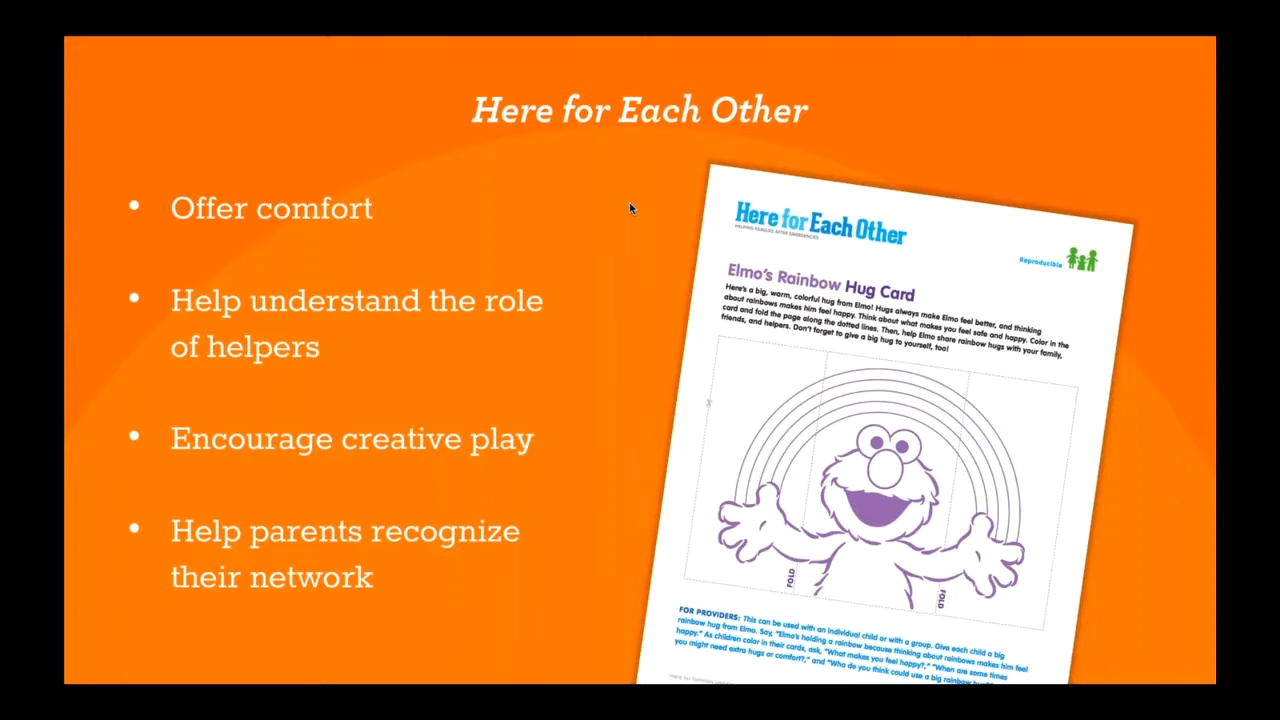 Here for Each Other
• Offer comfort
• Help understand the role
of helpers
• Encourage creative play
• Help parents recognize
their network
Here for Each Other
HELPING FAMILIES AFTER EMERGENCIES
Reproducible
Elmo's Rainbow Hug Card
Here's a big, warm, colorful hug from Elmo! Hugs always make Elmo feel better, and thinking
about rainbows makes him feel happy. Think about what makes you feel safe and happy. Color in the
card and fold the page along the dotted lines. Then, help Elmo share rainbow hugs with your family,
friends, and helpers. Don't forget to give a big hug to yourself, too!
FOLD
FOLD
FOR PROVIDERS: This can be used with an individual child or with a group. Give each child a big
rainbow hug from Elmo. Say, "Elmo's holding a rainbow because thinking about rainbows makes him feel
happy." As children color in their cards, ask, "What makes you feel happy?," "When are some times
you might need extra hugs or comfort?," and "Who do you think could use a big rainbow
Here for Families and